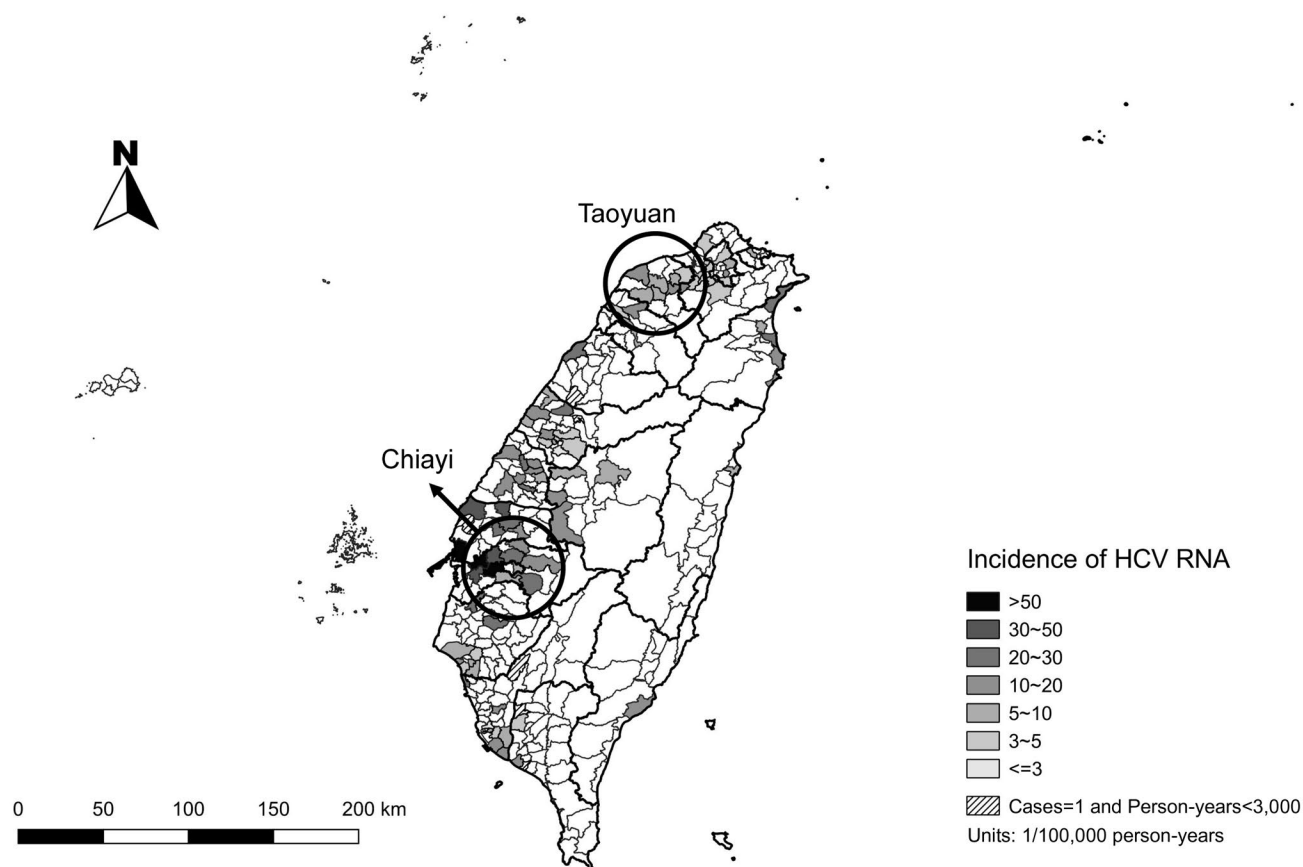 N
Taoyuan
Chiayi
Incidence of HCV RNA
>50
30~50
20~30
10~20
5~10
3~5
<=3
Cases=1 and Person-years<3,000
Units: 1/100,000 person-years
0 50 100 150 200 km